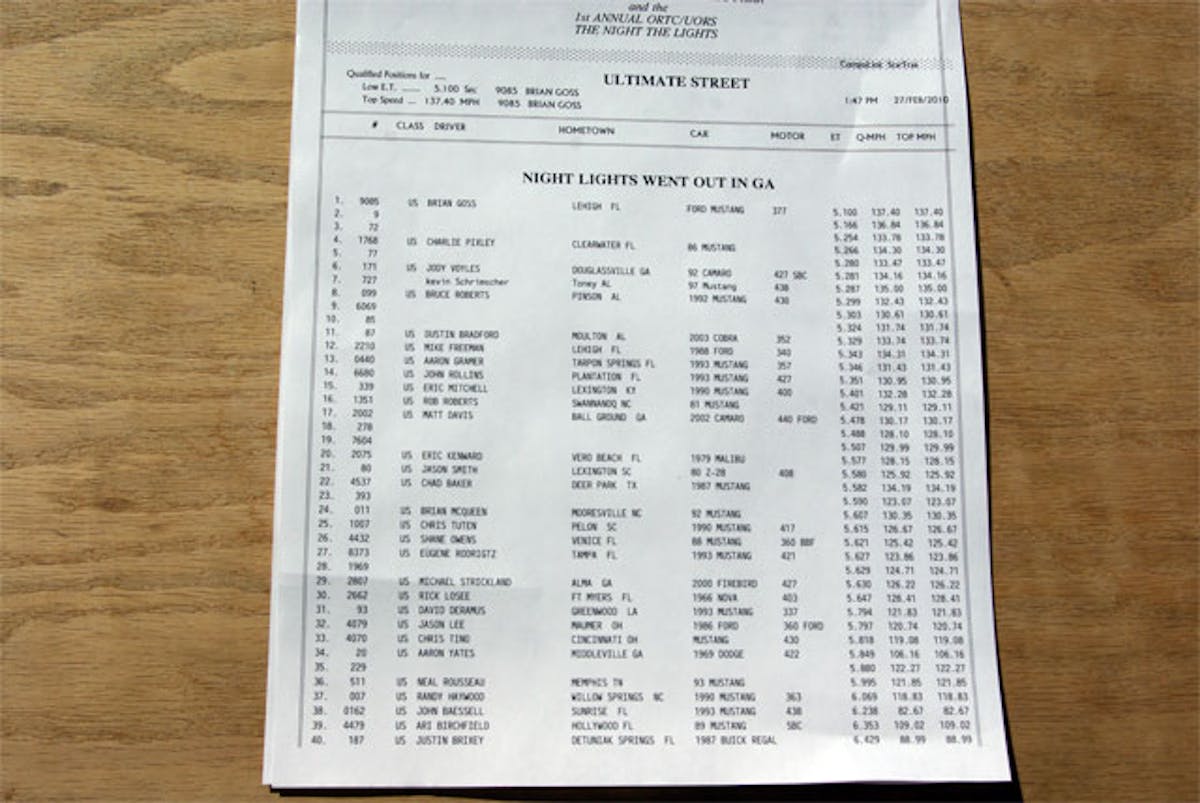 and the
1st ANNUAL ORTC/UORS
THE NIGHT THE LIGHTS
Compulink StarTrak
Qualified Positions for
ULTIMATE STREET
Low E.T. 5.100 Sec 9085 BRIAN GOSS
Top Speed 137.40 MPH 9085 BRIAN GOSS
1:47 PM 27/FEB/2010
# CLASS DRIVER HOMETOWN CAR MOTOR ET Q-MPH TOP MPH
NIGHT LIGHTS WENT OUT IN GA
1. 9085 US BRIAN GOSS LEHIGH FL FORD MUSTANG 377 5.100 137.40 137.40
2. 9 5.166 136.84 136.84
3. 72 5.254 133.78 133.78
4. 1768 US CHARLIE PIXLEY CLEARWATER FL 86 MUSTANG 5.266 134.30 134.30
5. 77 5.280 133.47 133.47
6. 171 US JODY VOYLES DOUGLASSVILLE GA 92 CAMARO 427 SBC 5.281 134.16 134.16
7. 727 kevin Schrimscher Toney AL 97 Mustang 438 5.287 135.00 135.00
8. 099 US BRUCE ROBERTS PINSON AL 1992 MUSTANG 430 5.299 132.43 132.43
9. 6069 5.303 130.61 130.61
10. 85 5.324 131.74 131.74
11. 87 US DUSTIN BRADFORD MOULTON AL 2003 COBRA 352 5.329 133.74 133.74
12. 2210 US MIKE FREEMAN LEHIGH FL 1988 FORD 340 5.343 134.31 134.31
13. 0440 US AARON GRAMER TARPON SPRINGS FL 1993 MUSTANG 357 5.346 131.43 131.43
14. 6680 US JOHN ROLLINS PLANTATION FL 1993 MUSTANG 427 5.351 130.95 130.95
15. 339 US ERIC MITCHELL LEXINGTON KY 1990 MUSTANG 400 5.401 132.28 132.28
16. 1351 US ROB ROBERTS SWANNANOQ NC 81 MUSTANG 5.421 129.11 129.11
17. 2002 US MATT DAVIS BALL GROUND GA 2002 CAMARO 440 FORD 5.478 130.17 130.17
18. 278 5.488 128.10 128.10
19. 7604 5.507 129.99 129.99
20. 2075 US ERIC KENWARD VERO BEACH FL 1979 MALIBU 5.577 128.15 128.15
21. 80 US JASON SMITH LEXINGTON SC 80 Z-28 408 5.580 125.92 125.92
22. 4537 US CHAD BAKER DEER PARK TX 1987 MUSTANG 5.582 134.19 134.19
23. 393 5.590 123.07 123.07
24. 011 US BRIAN MCQUEEN MOORESVILLE NC 92 MUSTANG 5.607 130.35 130.35
25. 1007 US CHRIS TUTEN PELON SC 1990 MUSTANG 417 5.615 126.67 126.67
26. 4432 US SHANE OWENS VENICE FL 88 MUSTANG 360 BBF 5.621 125.42 125.42
27. 8373 US EUGENE RODRIGTZ TAMPA FL 1993 MUSTANG 421 5.627 123.86 123.86
28. 1969 5.629 124.71 124.71
29. 2807 US MICHAEL STRICKLAND ALMA GA 2000 FIREBIRD 427 5.630 126.22 126.22
30. 2662 US RICK LOSEE FT MYERS FL 1966 NOVA 403 5.647 128.41 128.41
31. 93 US DAVID DERAMUS GREENWOOD LA 1993 MUSTANG 337 5.794 121.83 121.83
32. 4079 US JASON LEE MAUMER OH 1986 FORD 360 FORD 5.797 120.74 120.74
33. 4070 US CHRIS TINO CINCINNATI OH MUSTANG 430 5.818 119.08 119.08
34. 20 US AARON YATES MIDDLEVILLE GA 1969 DODGE 422 5.849 106.16 106.16
35. 229 5.880 122.27 122.27
36. 511 US NEAL ROUSSEAU MEMPHIS TN 93 MUSTANG 5.995 121.85 121.85
37. 007 US RANDY HAYWOOD WILLOW SPRINGS NC 1990 MUSTANG 363 6.069 118.83 118.83
38. 0162 US JOHN BAESSELL SUNRISE FL 1993 MUSTANG 438 6.238 82.67 82.67
39. 4479 US ARI BIRCHFIELD HOLLYWOOD FL 89 MUSTANG SBC 6.353 109.02 109.02
40. 187 US JUSTIN BRIXEY DETUNIAK SPRINGS FL 1987 BUICK REGAL 6.429 88.99 88.99